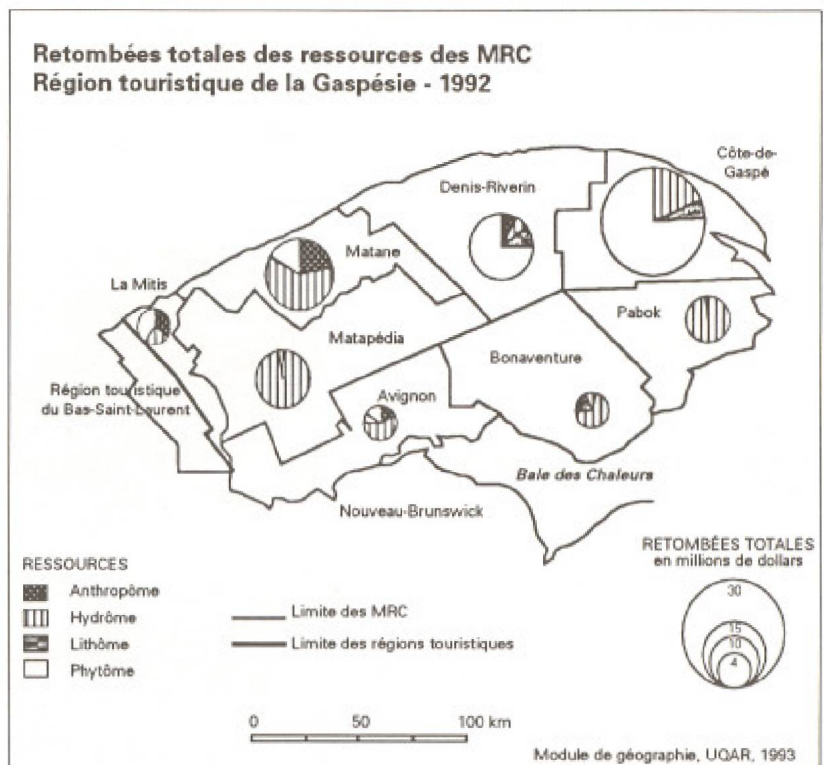 Retombées totales des ressources des MRC
Région touristique de la Gaspésie - 1992
Côte-de-
Gaspé
Denis-Riverin
Matane
La Mitis
Pabok
Matapédia
Bonaventure
Région touristique
du Bas-Saint-Laurent
Avignon
Baie des Chaleurs
Nouveau-Brunswick
RETOMBÉES TOTALES
en millions de dollars
30
15
10
4
RESSOURCES
Anthropôme
Hydrôme
Lithôme
Phytôme
Limite des MRC
Limite des régions touristiques
0 50 100 km
Module de géographie, UQAR, 1993